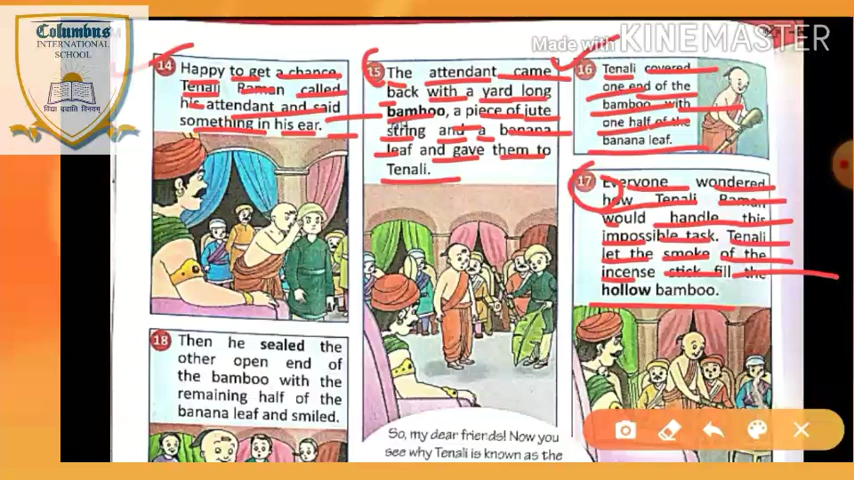 Columbus
INTERNATIONAL
SCHOOL
विद्या ददाति विनयम्
Made with KINEMASTER
14 Happy to get a chance,
Tenali Raman called
his attendant and said
something in his ear.
15 The attendant came
back with a yard long
bamboo, a piece of jute
string and a banana
leaf and gave them to
Tenali.
16 Tenali covered
one end of the
bamboo with
one half of the
banana leaf.
17 Everyone wondered
how Tenali Raman
would handle this
impossible task. Tenali
let the smoke of the
incense stick fill the
hollow bamboo.
18 Then he sealed the
other open end of
the bamboo with the
remaining half of the
banana leaf and smiled.
So, my dear friends! Now you
see why Tenali is known as the